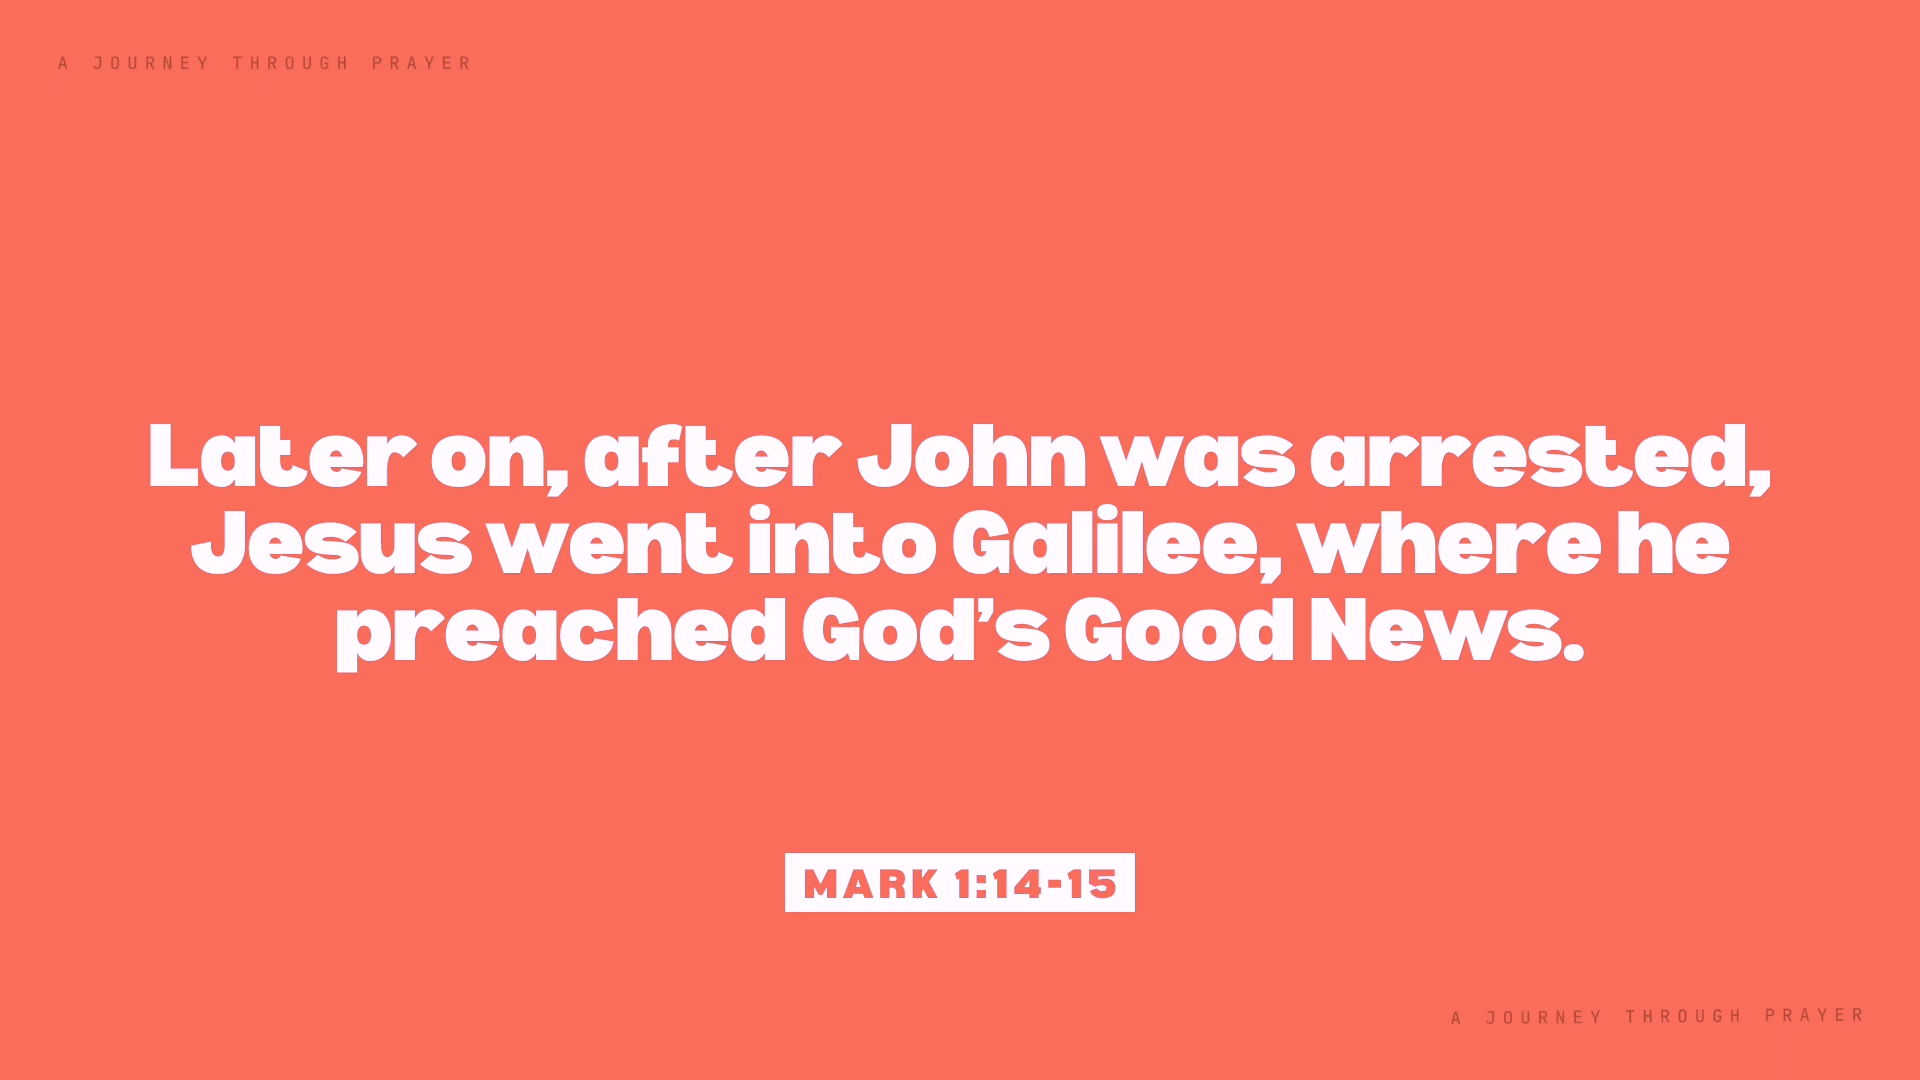 A JOURNEY THROUGH PRAYER
Later on, after John was arrested,
Jesus went into Galilee, where he
preached God’s Good News.
MARK 1:14-15
A JOURNEY THROUGH PRAYER